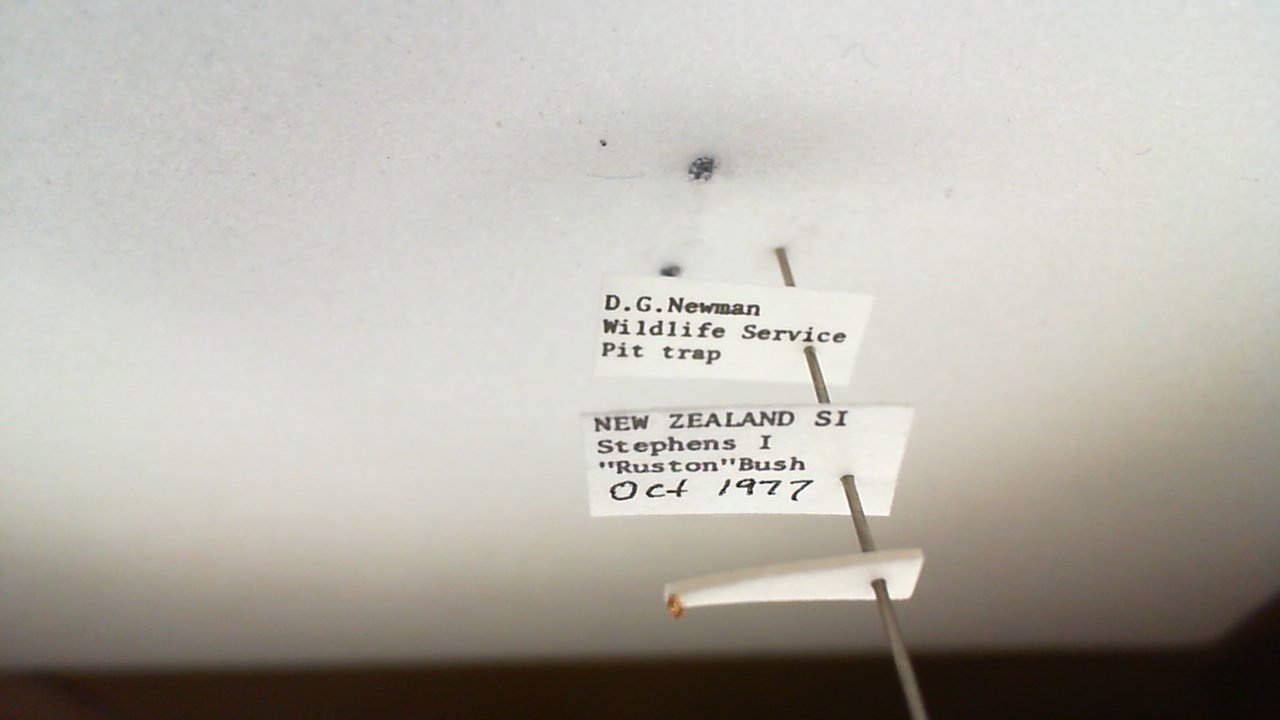 D.G.Newman
Wildlife Service
Pit trap
NEW ZEALAND SI
Stephens I
"Ruston"Bush
Oct 1977